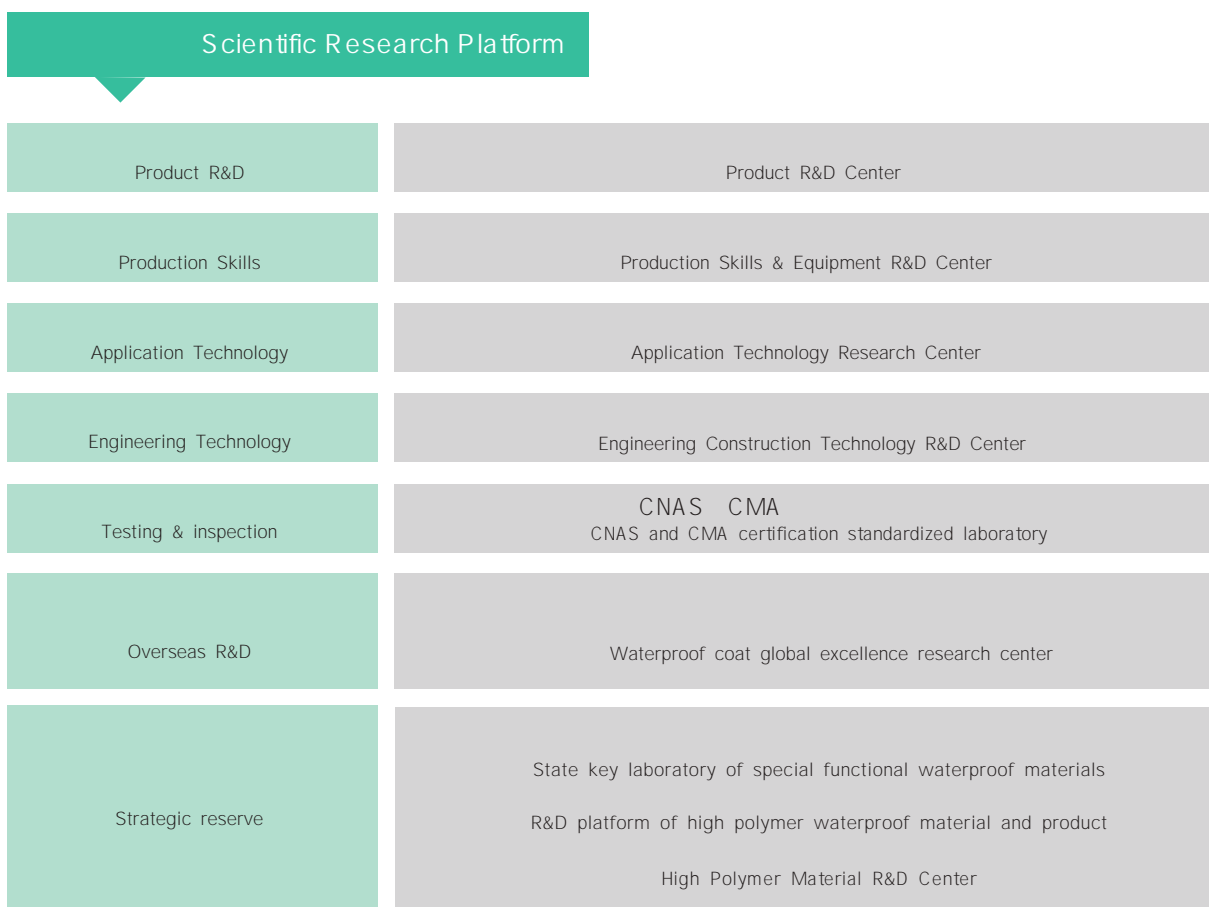 Scientific Research Platform
Product R&D
Product R&D Center
Production Skills
Production Skills & Equipment R&D Center
Application Technology
Application Technology Research Center
Engineering Technology
Engineering Construction Technology R&D Center
Testing & inspection
CNAS CMA
CNAS and CMA certification standardized laboratory
Overseas R&D
Waterproof coat global excellence research center
Strategic reserve
State key laboratory of special functional waterproof materials
R&D platform of high polymer waterproof material and product
High Polymer Material R&D Center